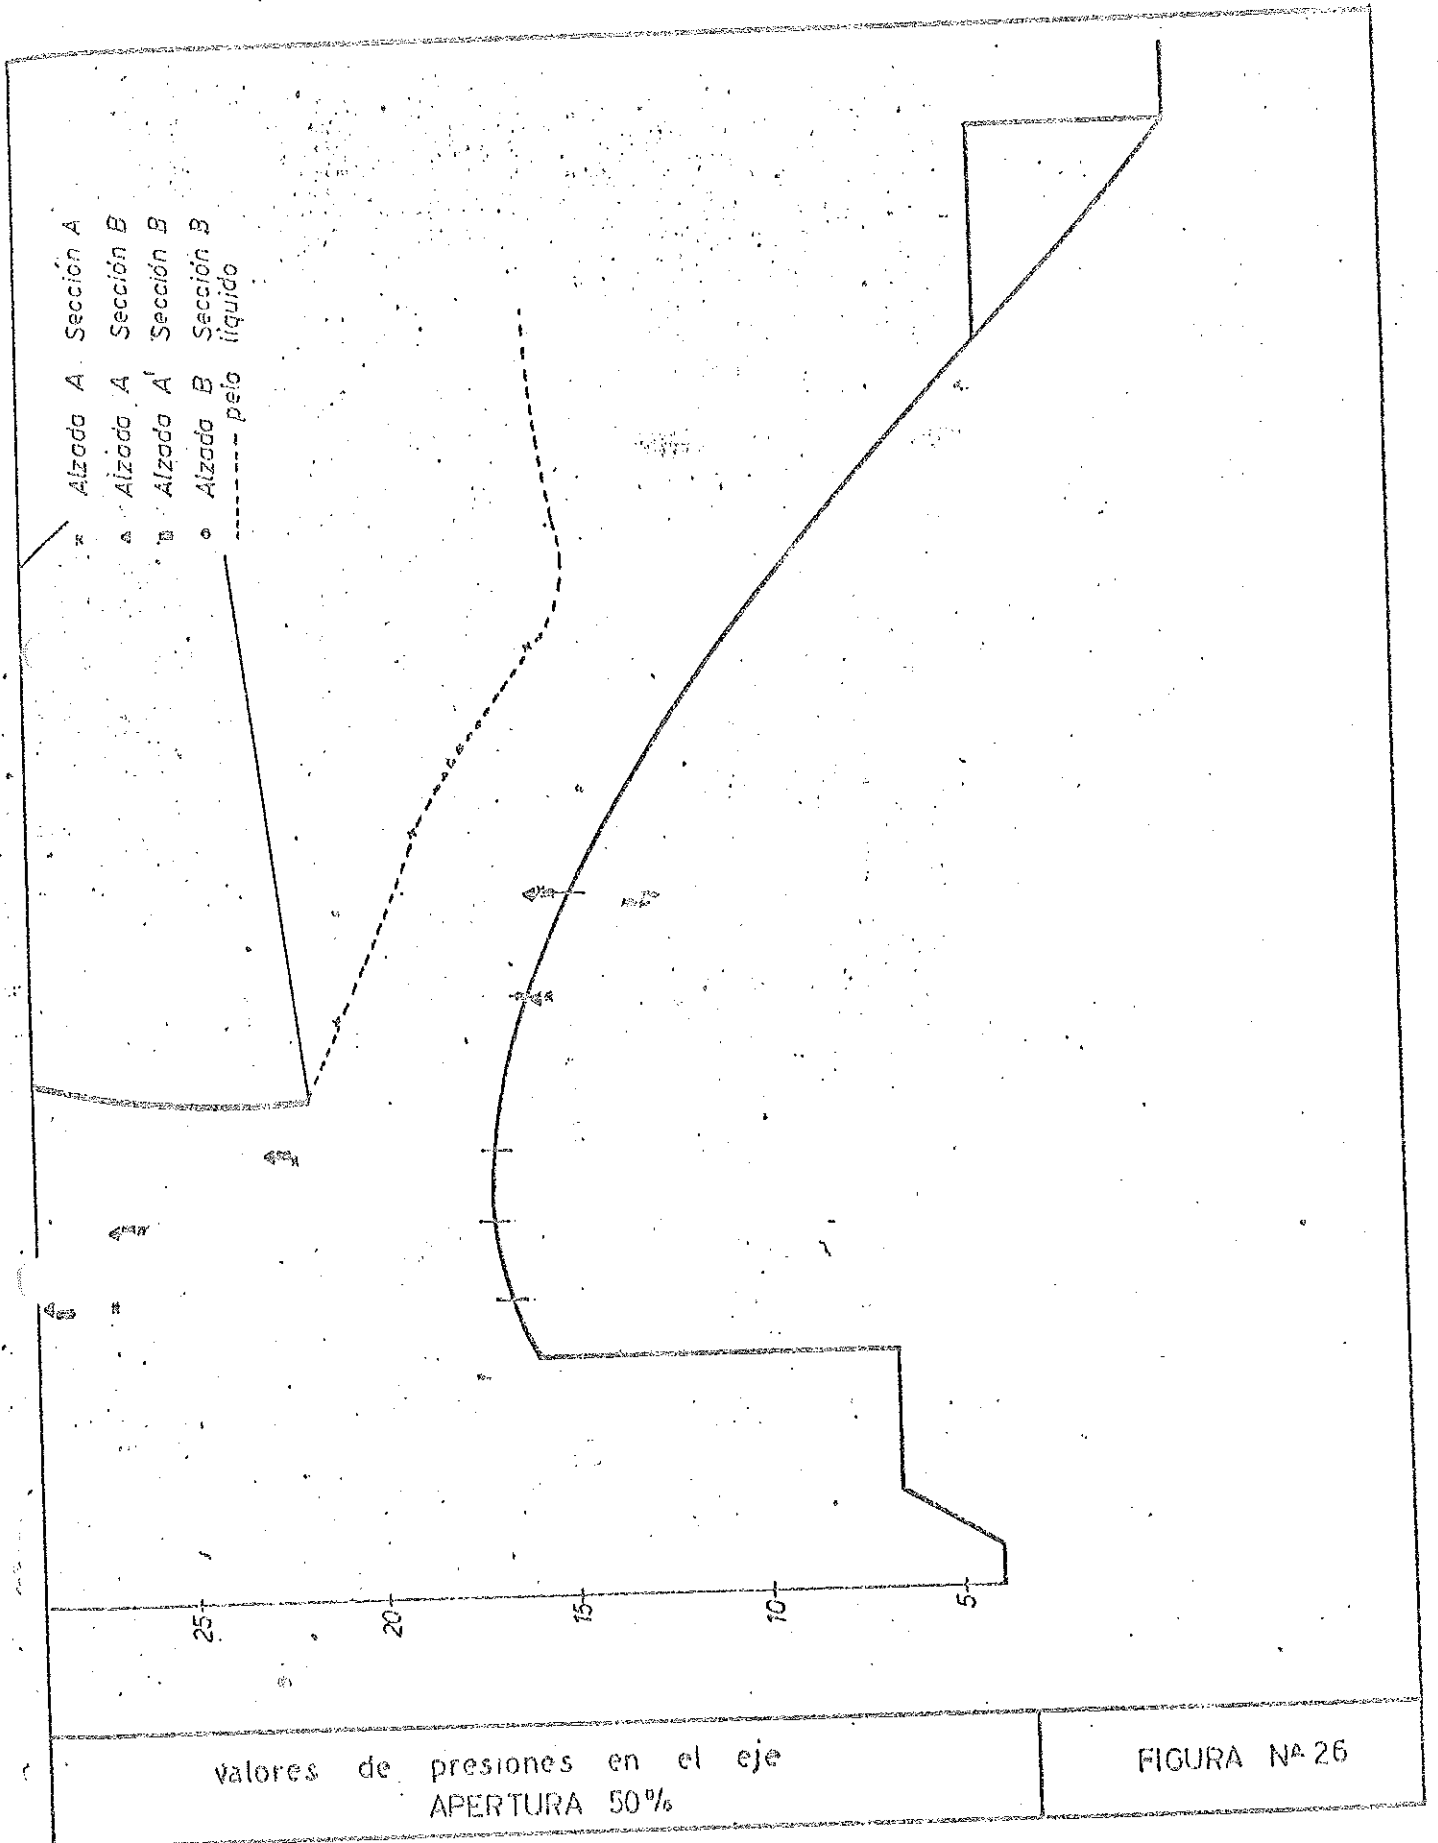 Alzada A Sección A
Alzada A Sección B
Alzada A' Sección B
Alzada B Sección B
pelo líquido
25
20
15
10
5
Valores de presiones en el eje
APERTURA 50%
FIGURA Nº 26